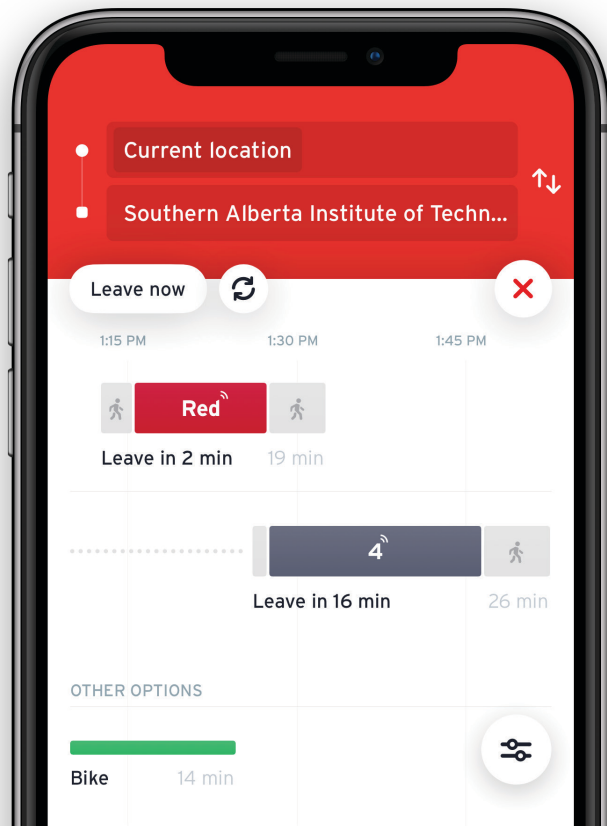 Current location
Southern Alberta Institute of Techn...
Leave now
1:15 PM 1:30 PM 1:45 PM
Red
Leave in 2 min 19 min
4
Leave in 16 min 26 min
OTHER OPTIONS
Bike 14 min